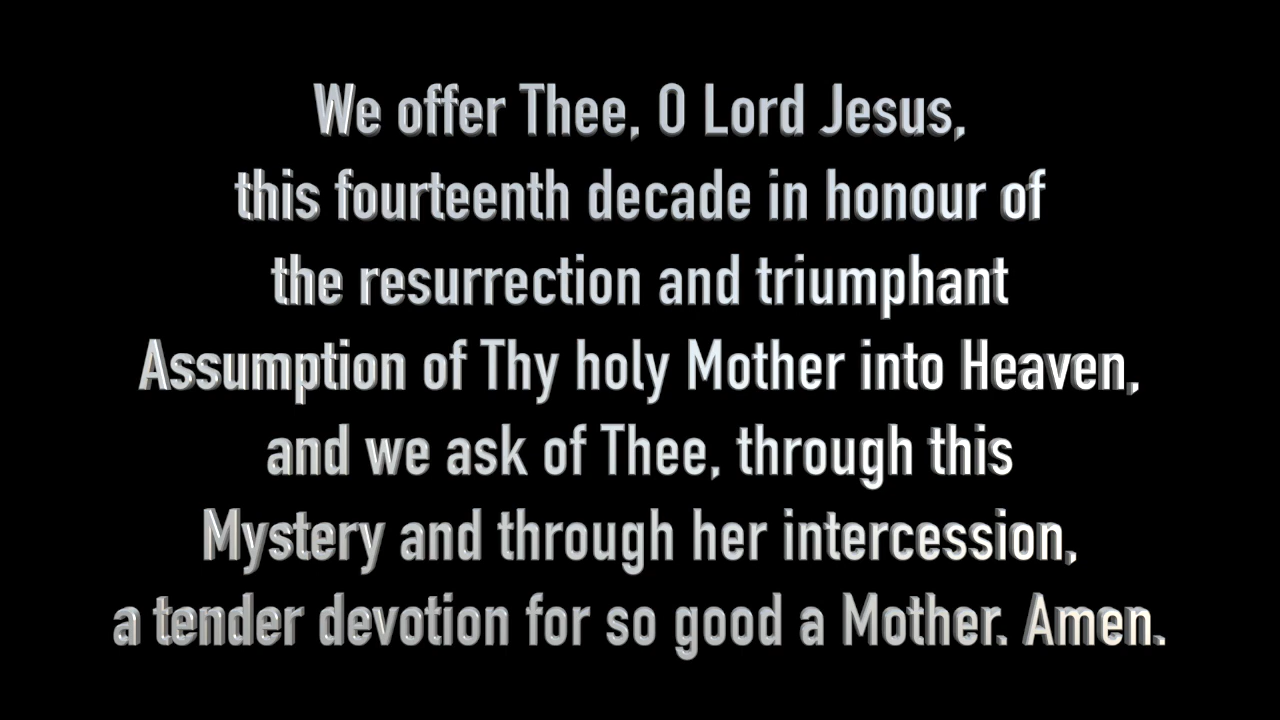 We offer Thee, O Lord Jesus,
this fourteenth decade in honour of
the resurrection and triumphant
Assumption of Thy holy Mother into Heaven,
and we ask of Thee, through this
Mystery and through her intercession,
a tender devotion for so good a Mother. Amen.